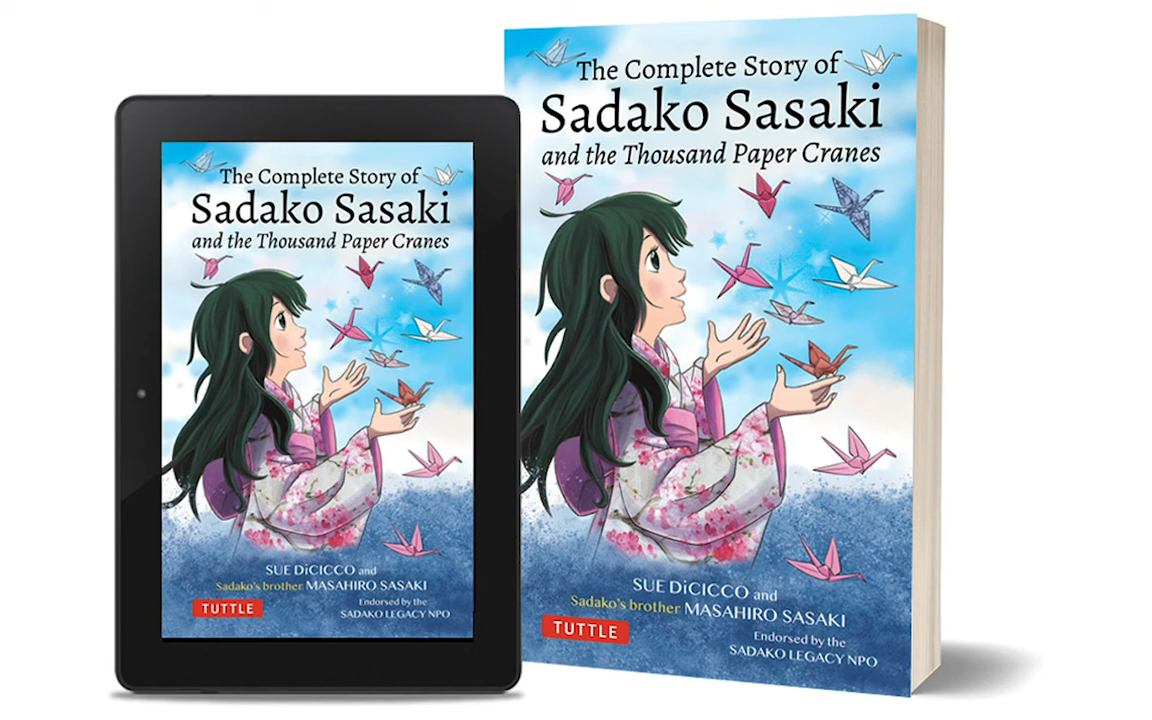 The Complete Story of
Sadako Sasaki
and the Thousand Paper Cranes
SUE DiCICCO and
Sadako's brother MASAHIRO SASAKI
TUTTLE
Endorsed by the
SADAKO LEGACY NPO
The Complete Story of
Sadako Sasaki
and the Thousand Paper Cranes
SUE DiCICCO and
Sadako's brother MASAHIRO SASAKI
TUTTLE
Endorsed by the
SADAKO LEGACY NPO